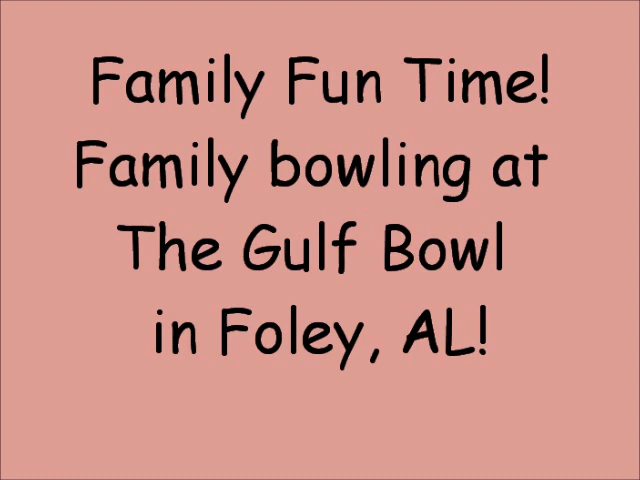 Family Fun Time!
Family bowling at
The Gulf Bowl
in Foley, AL!